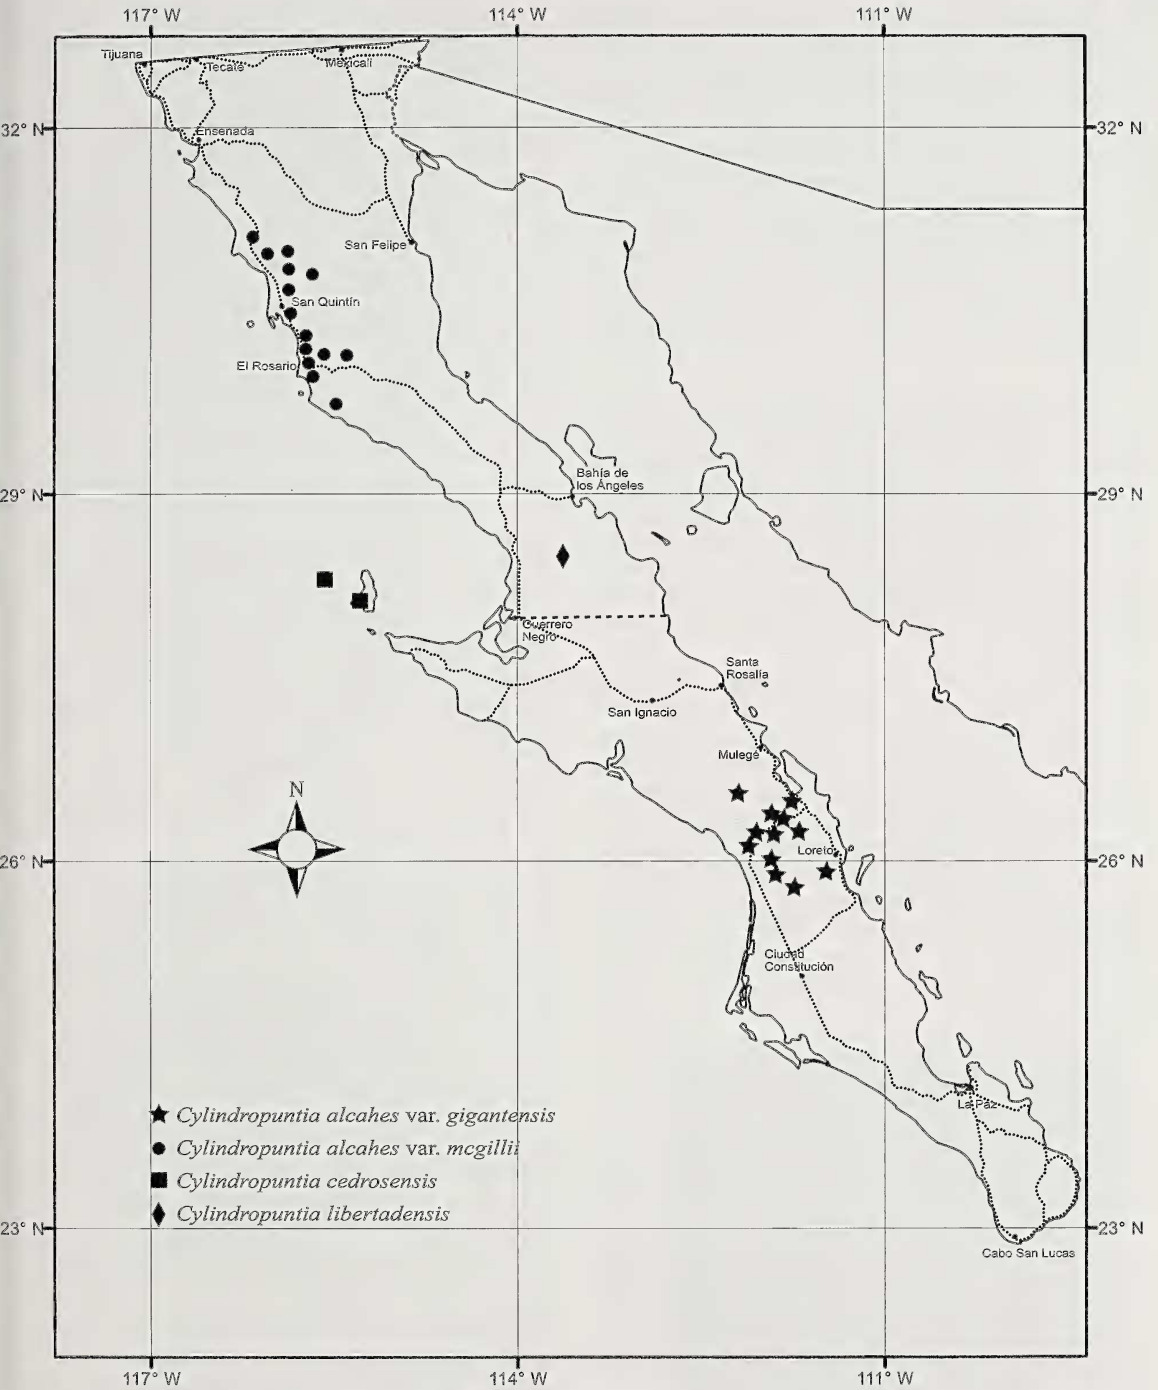 117° W 114° W 111° W
Tijuana
Tecate
Mexicali
32° N 32° N
Ensenada
San Felipe
San Quintín
El Rosario
Bahía de
los Ángeles
29° N 29° N
Guerrero
Negro
Santa
Rosalía
San Ignacio
Mulegé
N
Loreto
26° N 26° N
Ciudad
Constitución
La Paz
Cylindropuntia alcahes var. gigantensis
Cylindropuntia alcahes var. mcgillii
Cylindropuntia cedrosensis
Cylindropuntia libertadensis
23° N 23° N
Cabo San Lucas
117° W 114° W 111° W